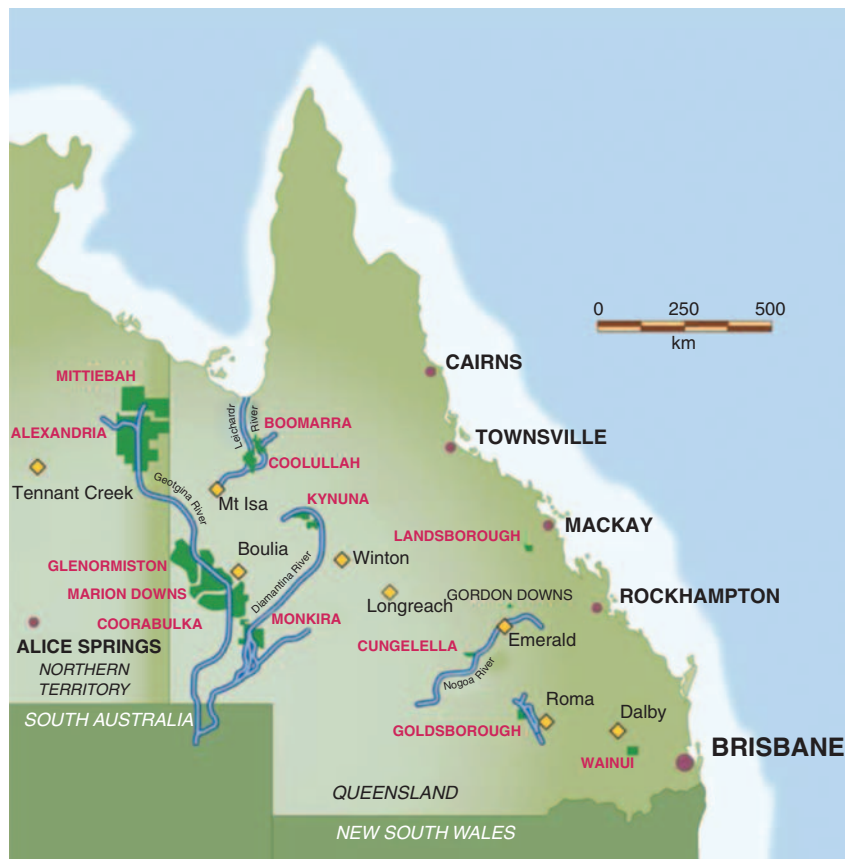 0 250 500
km
CAIRNS
MITTIEBAH
Leichardr
River
BOOMARRA
ALEXANDRIA
TOWNSVILLE
COOLULLAH
Tennant Creek
Geotgina River
Mt Isa
KYNUNA
MACKAY
LANDSBOROUGH
Boulia
GLENORMISTON
Winton
Diamantina River
MARION DOWNS
Longreach
GORDON DOWNS
ROCKHAMPTON
COORABULKA
MONKIRA
ALICE SPRINGS
Emerald
CUNGELELLA
NORTHERN
TERRITORY
Nogoa River
Roma
SOUTH AUSTRALIA
Dalby
GOLDSBOROUGH
BRISBANE
WAINUI
QUEENSLAND
NEW SOUTH WALES